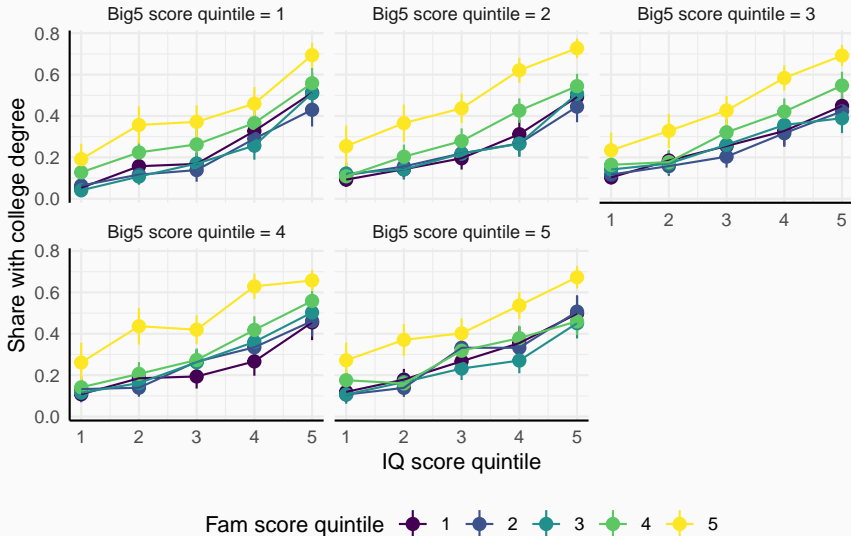 Big5 score quintile = 1
Big5 score quintile = 2
Big5 score quintile = 3
0.8
0.6
0.4
0.2
0.0
1 2 3 4 5
Big5 score quintile = 4
Big5 score quintile = 5
0.8
0.6
0.4
0.2
0.0
1 2 3 4 5
1 2 3 4 5
Share with college degree
IQ score quintile
Fam score quintile 1 2 3 4 5